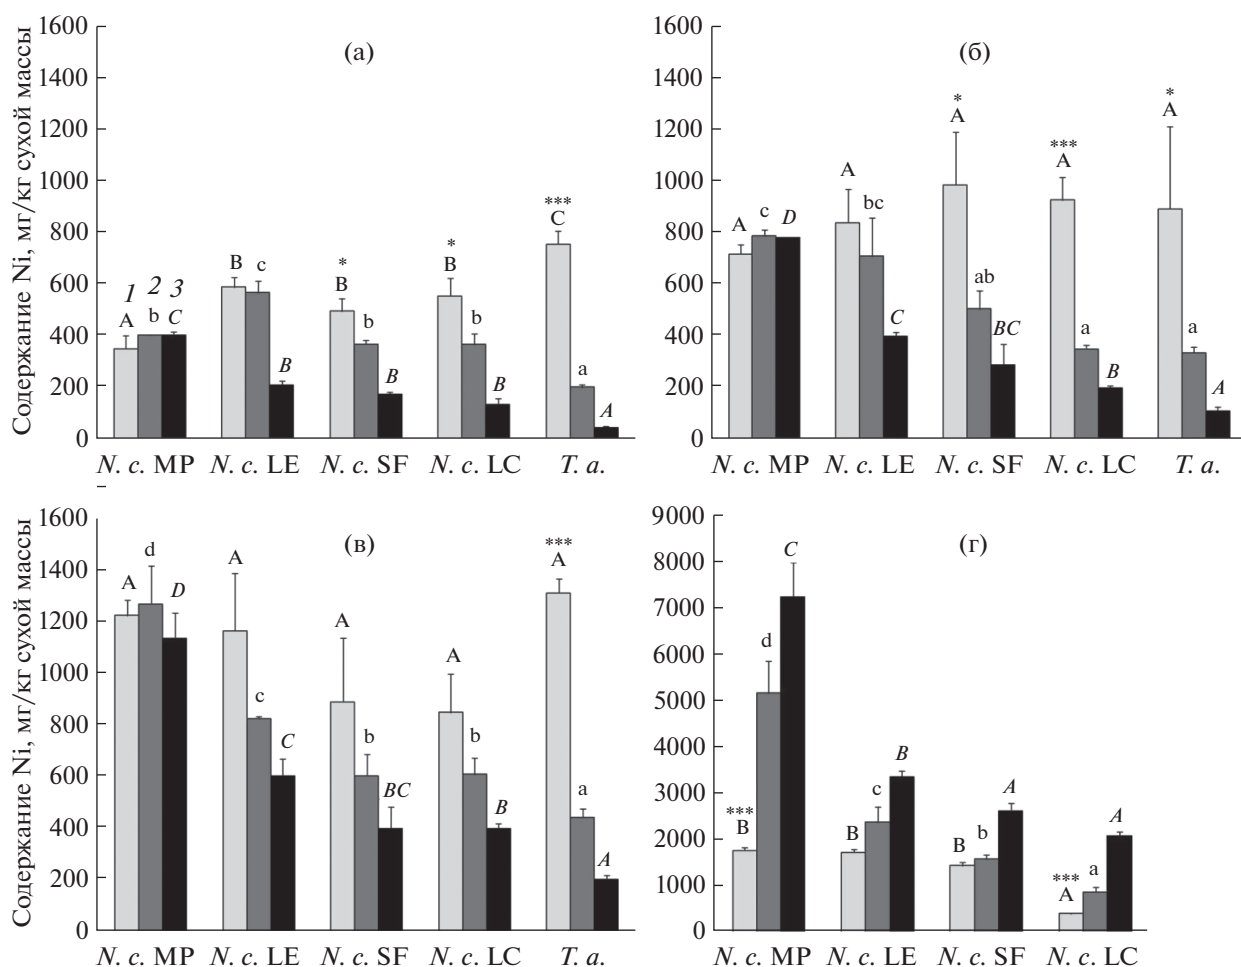 Содержание Ni, мг/кг сухой массы
1600
1400
1200
1000
800
600
400
200
0
(а)
1 2 3
A b C
B c B
*
B b B
*
B b B
***
C a A
N. c. MP N. c. LE N. c. SF N. c. LC T. a.
1600
1400
1200
1000
800
600
400
200
0
(б)
A c D
A bc C
*
A ab BC
***
A a B
*
A a A
N. c. MP N. c. LE N. c. SF N. c. LC T. a.
Содержание Ni, мг/кг сухой массы
1600
1400
1200
1000
800
600
400
200
0
(в)
A d D
A c C
A b BC
A b B
***
A a A
N. c. MP N. c. LE N. c. SF N. c. LC T. a.
9000
8000
7000
6000
5000
4000
3000
2000
1000
0
(г)
***
B d C
B c B
B b A
***
A a A
N. c. MP N. c. LE N. c. SF N. c. LC